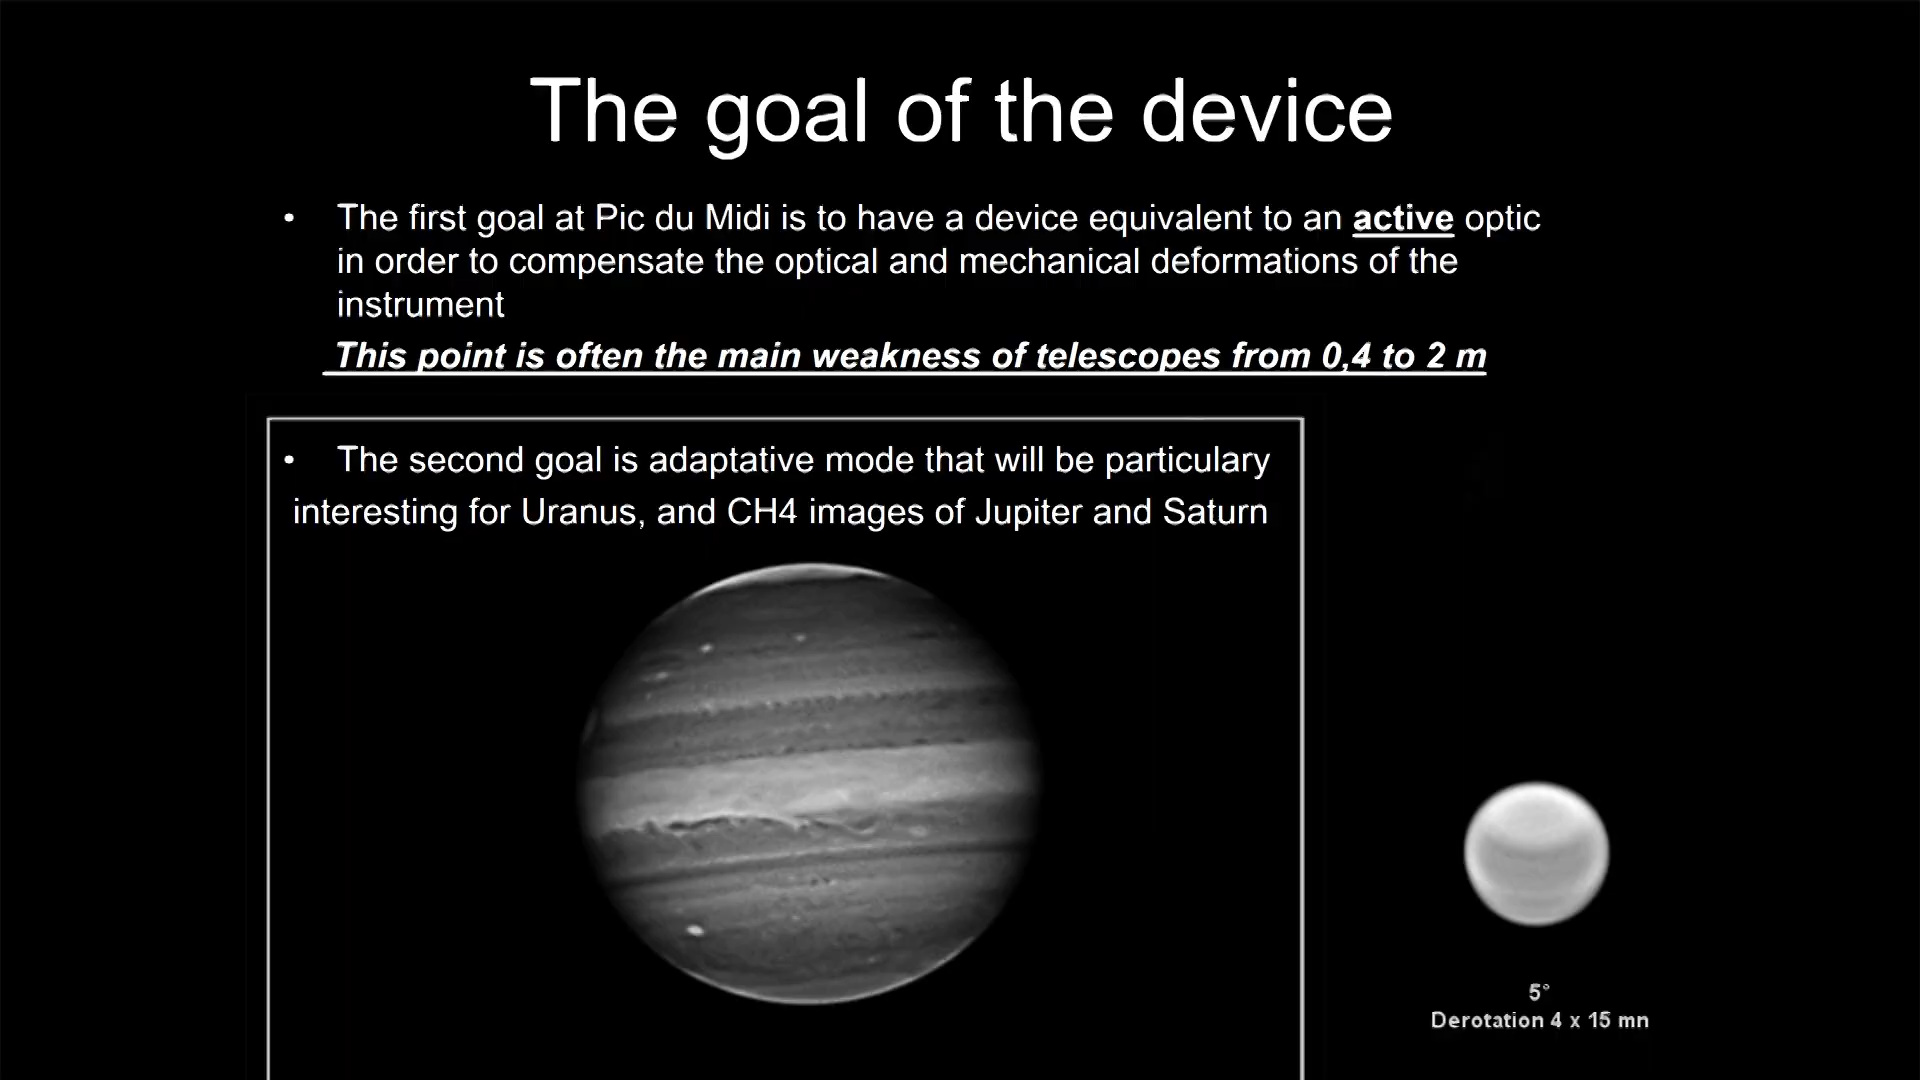 The goal of the device
• The first goal at Pic du Midi is to have a device equivalent to an active optic
in order to compensate the optical and mechanical deformations of the
instrument
This point is often the main weakness of telescopes from 0,4 to 2 m
• The second goal is adaptative mode that will be particulary
interesting for Uranus, and CH4 images of Jupiter and Saturn
5°
Derotation 4 x 15 mn